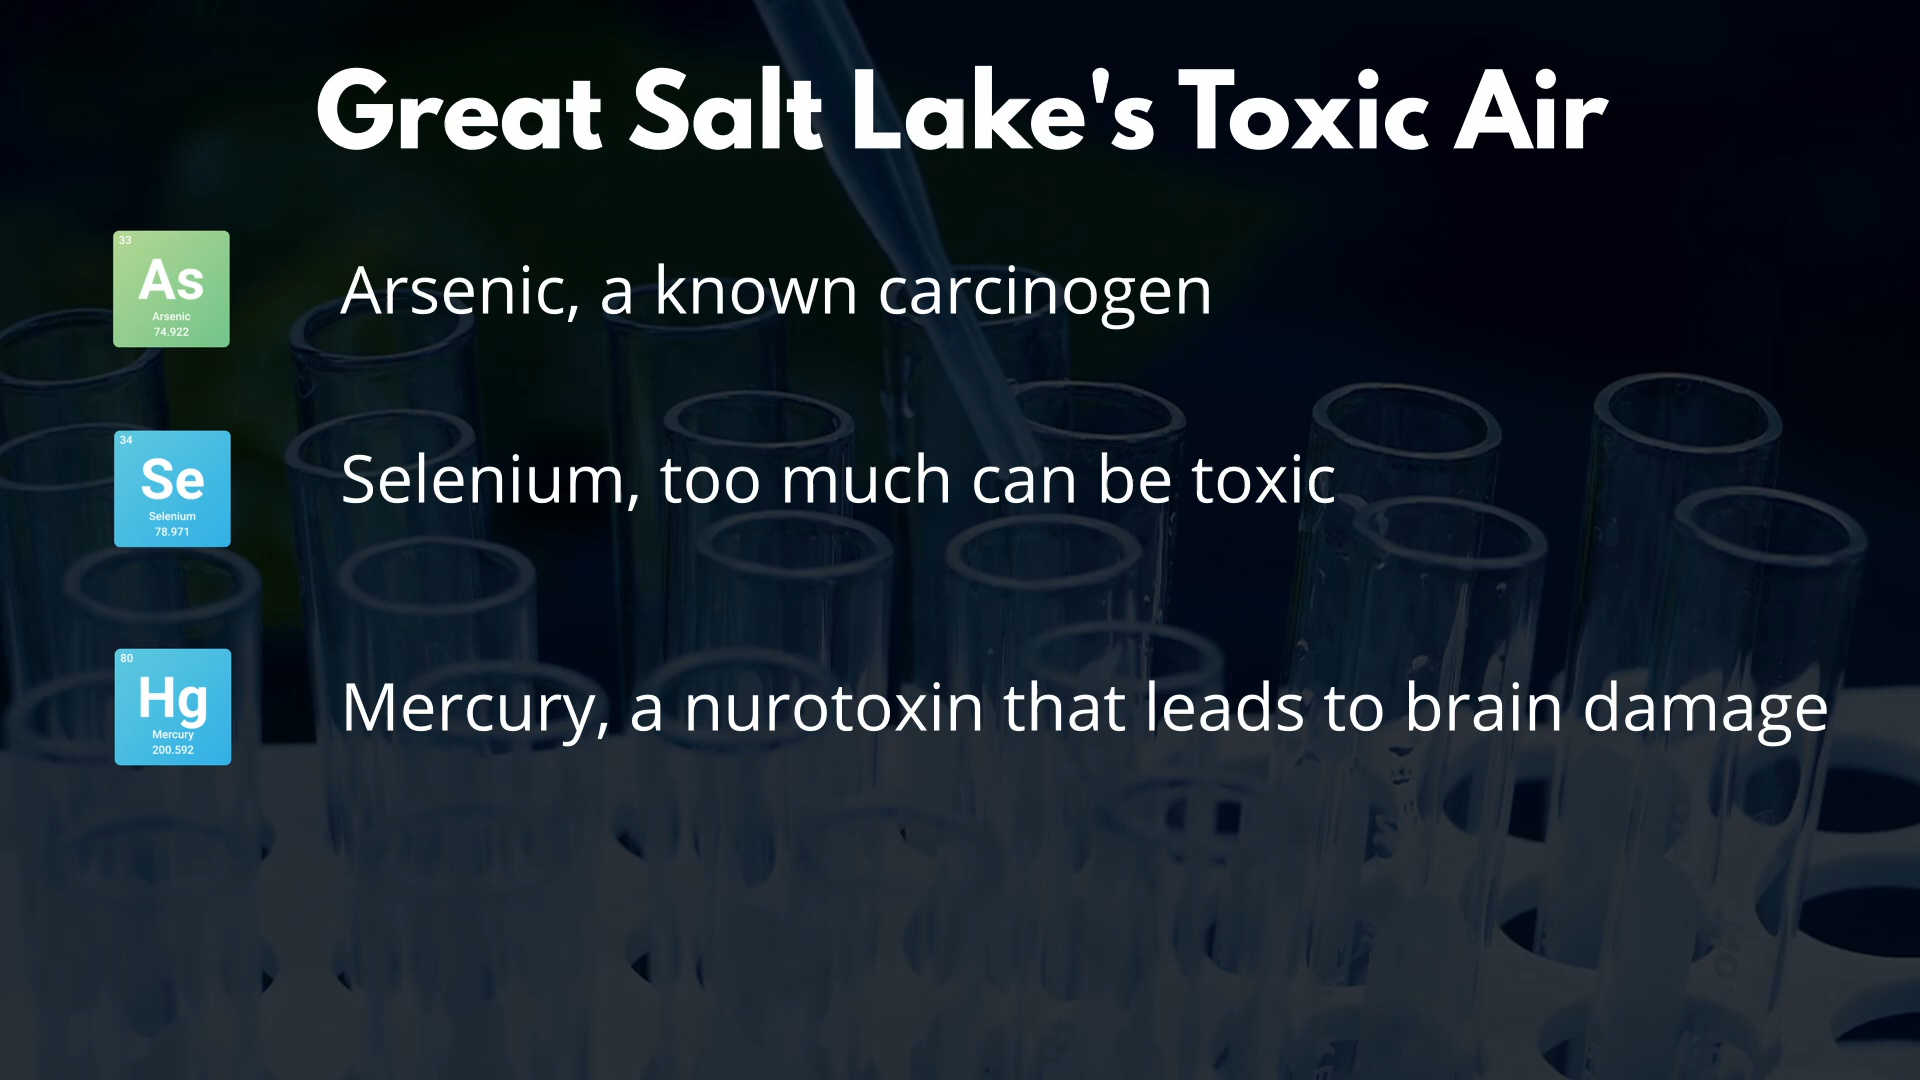 Great Salt Lake's Toxic Air
33
As
Arsenic
74.922
Arsenic, a known carcinogen
34
Se
Selenium
78.971
Selenium, too much can be toxic
80
Hg
Mercury
200.592
Mercury, a nurotoxin that leads to brain damage